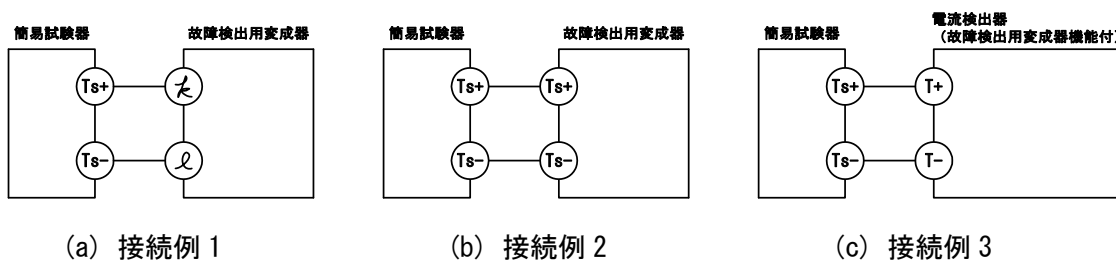 簡易試験器 故障検出用変成器
Ts+ k
Ts- ℓ
(a) 接続例 1
簡易試験器 故障検出用変成器
Ts+ Ts+
Ts- Ts-
(b) 接続例 2
電流検出器
簡易試験器 (故障検出用変成器機能付)
Ts+ T+
Ts- T-
(c) 接続例 3